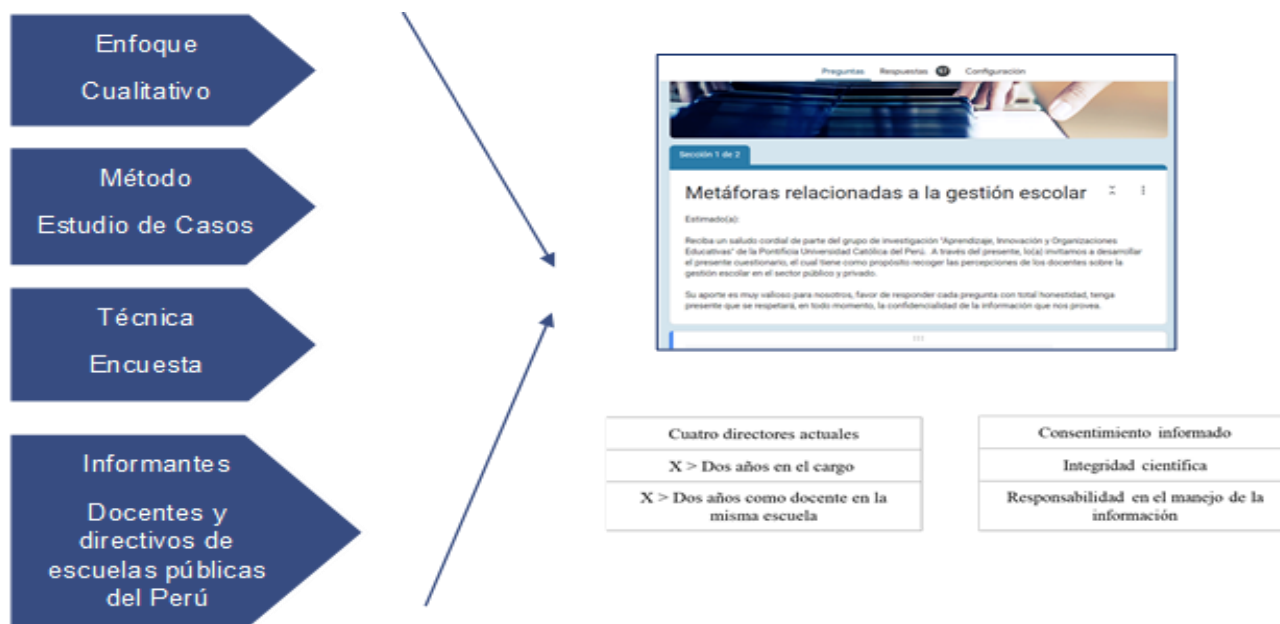 Enfoque
Cualitativo
Método
Estudio de Casos
Técnica
Encuesta
Informantes
Docentes y
directivos de
escuelas públicas
del Perú
Preguntas Respuestas Configuración
Sección 1 de 2
Metáforas relacionadas a la gestión escolar
Estimado(a):
Reciba un saludo cordial de parte del grupo de investigación "Aprendizaje, Innovación y Organizaciones
Educativas" de la Pontificia Universidad Católica del Perú. A través del presente, lo(a) invitamos a desarrollar
el presente cuestionario, el cual tiene como propósito recoger las percepciones de los docentes sobre la
gestión escolar en el sector público y privado.
Su aporte es muy valioso para nosotros, favor de responder cada pregunta con total honestidad, tenga
presente que se respetará, en todo momento, la confidencialidad de la información que nos provea.
Cuatro directores actuales
X > Dos años en el cargo
X > Dos años como docente en la
misma escuela
Consentimiento informado
Integridad científica
Responsabilidad en el manejo de la
información